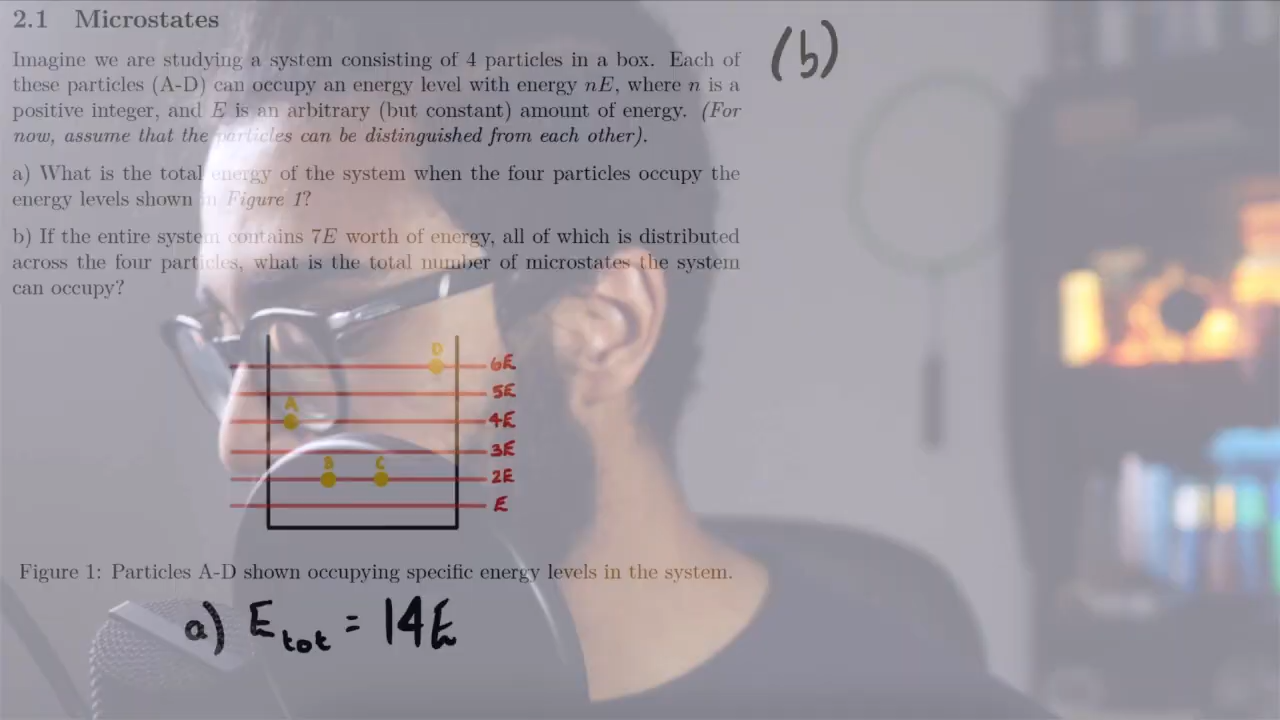 2.1 Microstates
Imagine we are studying a system consisting of 4 particles in a box. Each of
these particles (A-D) can occupy an energy level with energy nE, where n is a
positive integer, and E is an arbitrary (but constant) amount of energy. (For
now, assume that the particles can be distinguished from each other).
a) What is the total energy of the system when the four particles occupy the
energy levels shown in Figure 1?
b) If the entire system contains 7E worth of energy, all of which is distributed
across the four particles, what is the total number of microstates the system
can occupy?
D
6E
5E
A
4E
3E
B C
2E
E
Figure 1: Particles A-D shown occupying specific energy levels in the system.
a) Etot = 14E
(b)